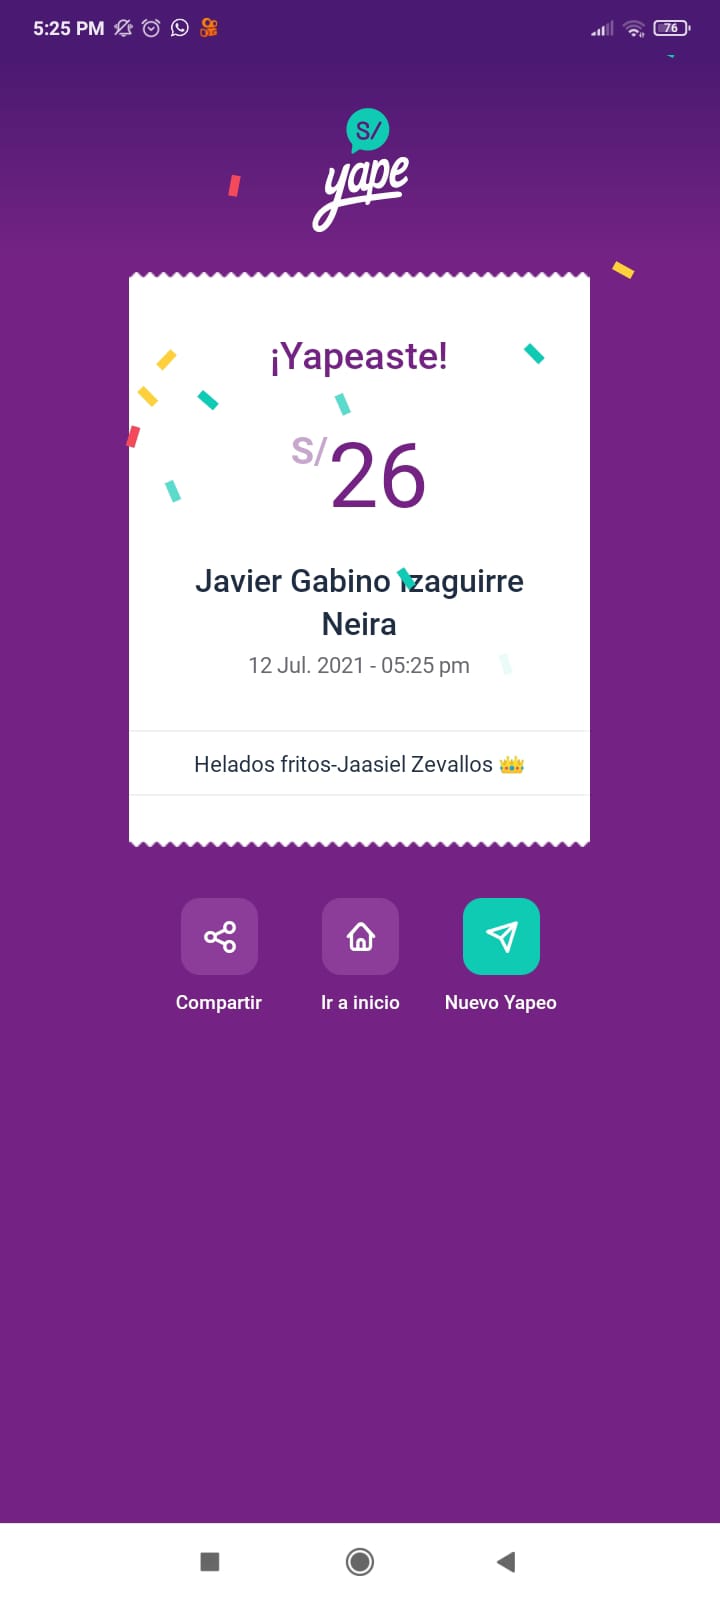 5:25 PM
76
S/
yape
¡Yapeaste!
S/26
Javier Gabino Izaguirre
Neira
12 Jul. 2021 - 05:25 pm
Helados fritos-Jaasiel Zevallos 👑
Compartir
Ir a inicio
Nuevo Yapeo